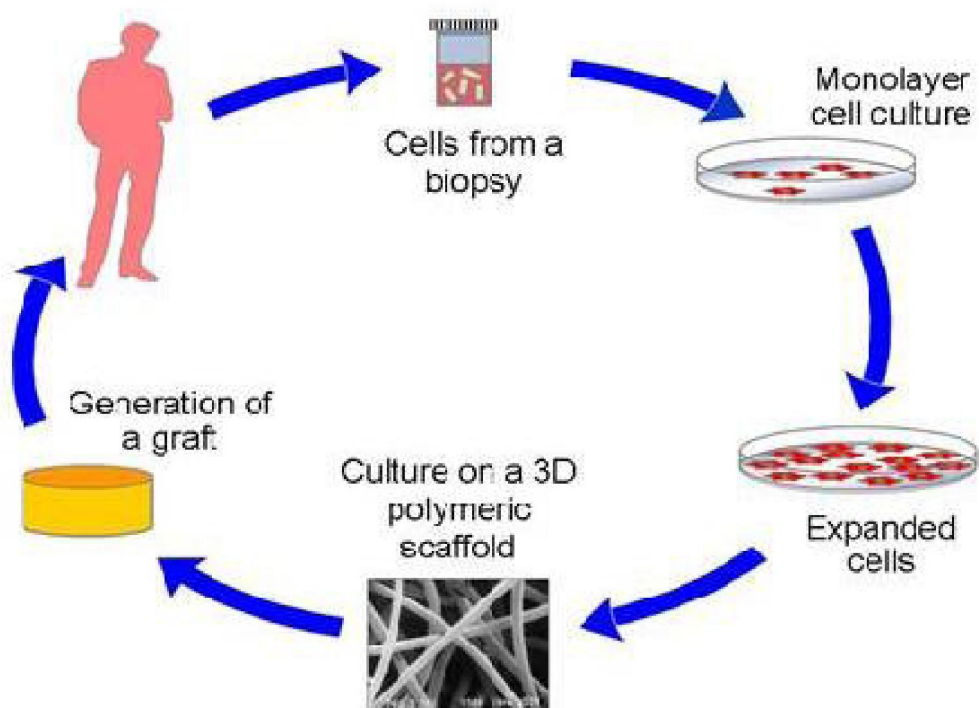 Cells from a
biopsy
Monolayer
cell culture
Expanded
cells
Culture on a 3D
polymeric
scaffold
Generation of
a graft